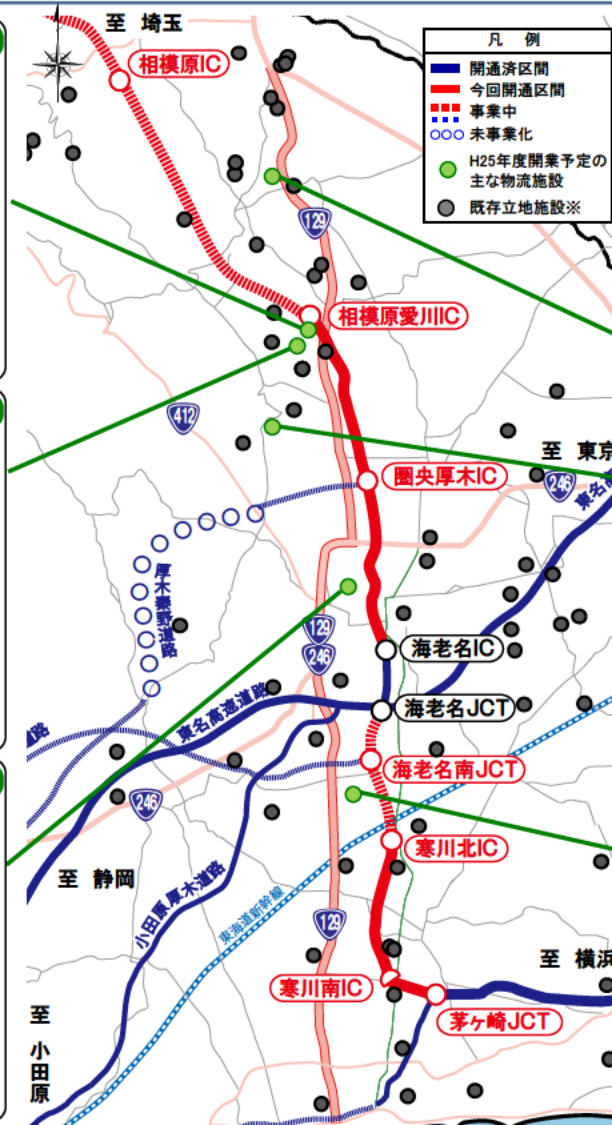 至 埼玉
相模原IC
凡 例
開通済区間
今回開通区間
事業中
未事業化
H25年度開業予定の
主な物流施設
既存立地施設※
129
相模原愛川IC
412
至 東京
圏央厚木IC
246
東名高
厚木秦野道路
129
246
海老名IC
海老名JCT
東名高速道路
道路
海老名南JCT
246
寒川北IC
至 静岡
小田原厚木道路
東海道新幹線
129
至 横浜
寒川南IC
茅ヶ崎JCT
至 小田原